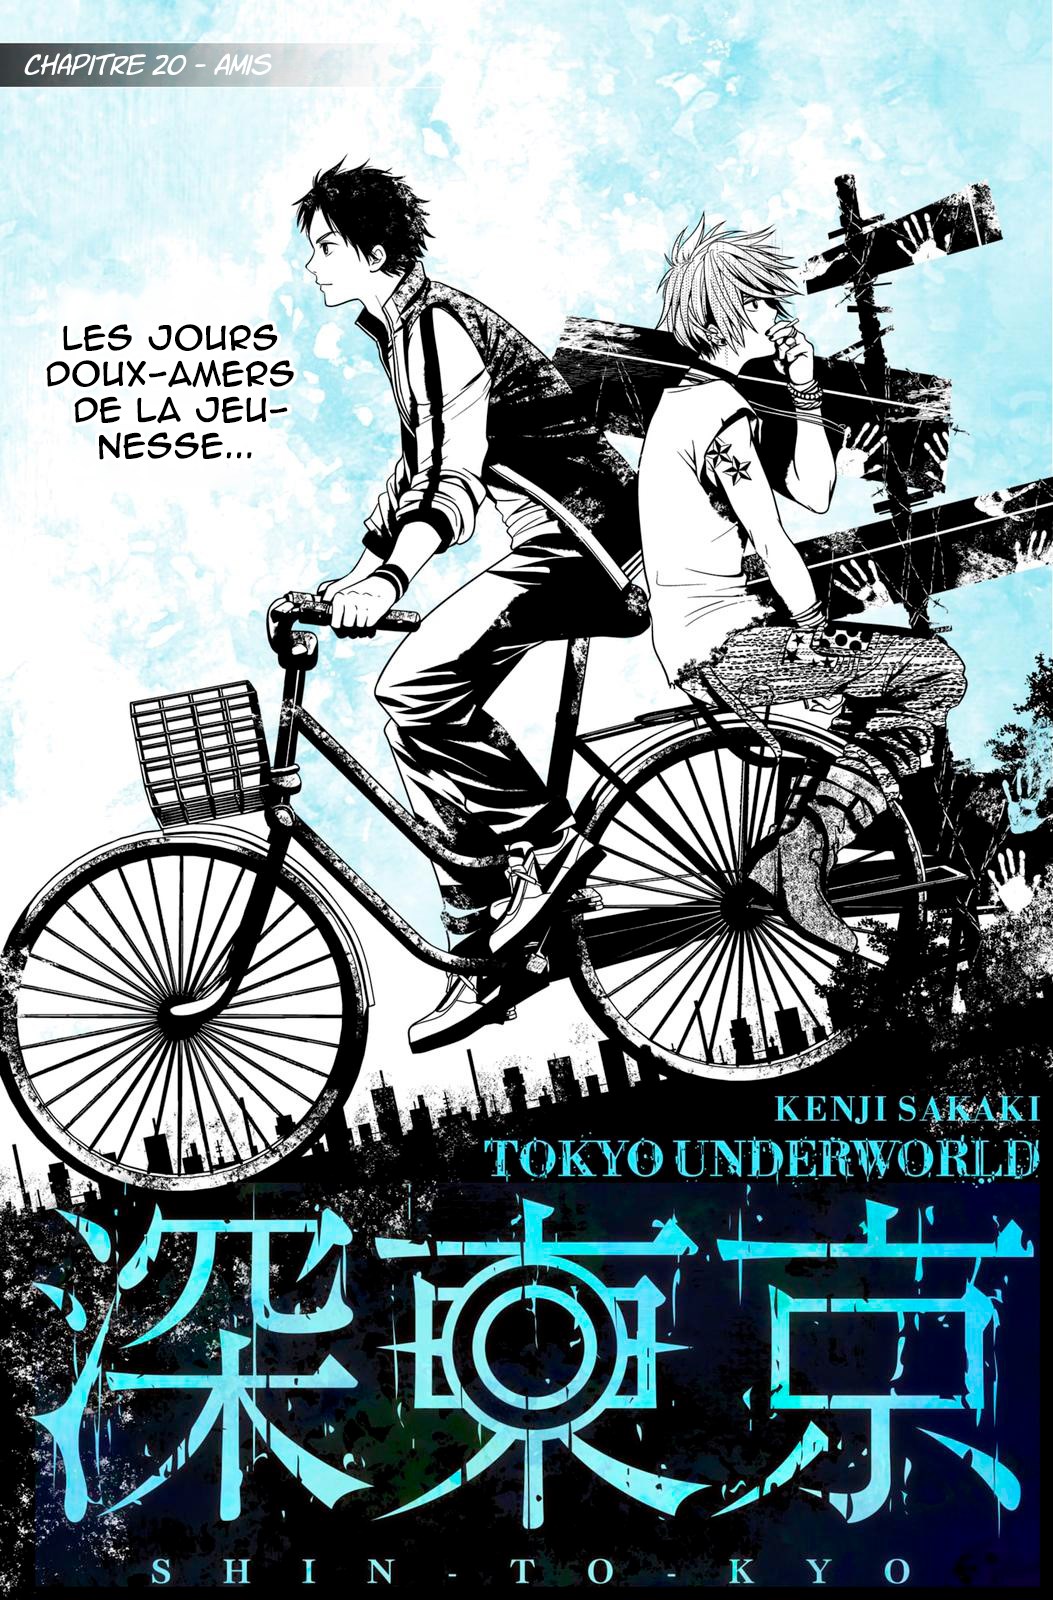 CHAPITRE 20 - AMIS
LES JOURS
DOUX-AMERS
DE LA JEU-
NESSE...
KENJI SAKAKI
TOKYO UNDERWORLD
深東京
SHIN-TO-KYO